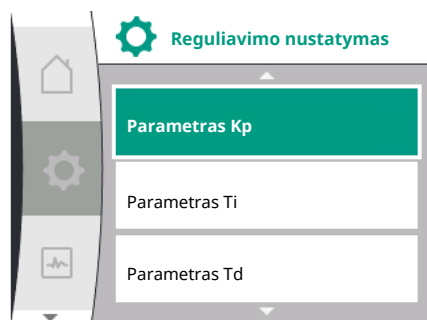 Reguliavimo nustatymas
Parametras Kp
Parametras Ti
Parametras Td